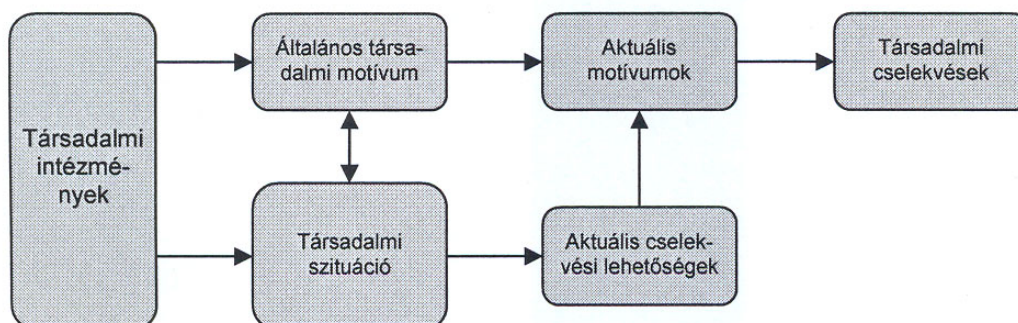 Társadalmi
intézmé-
nyek
Általános társa-
dalmi motívum
Aktuális
motívumok
Társadalmi
cselekvések
Társadalmi
szituáció
Aktuális cselek-
vési lehetőségek